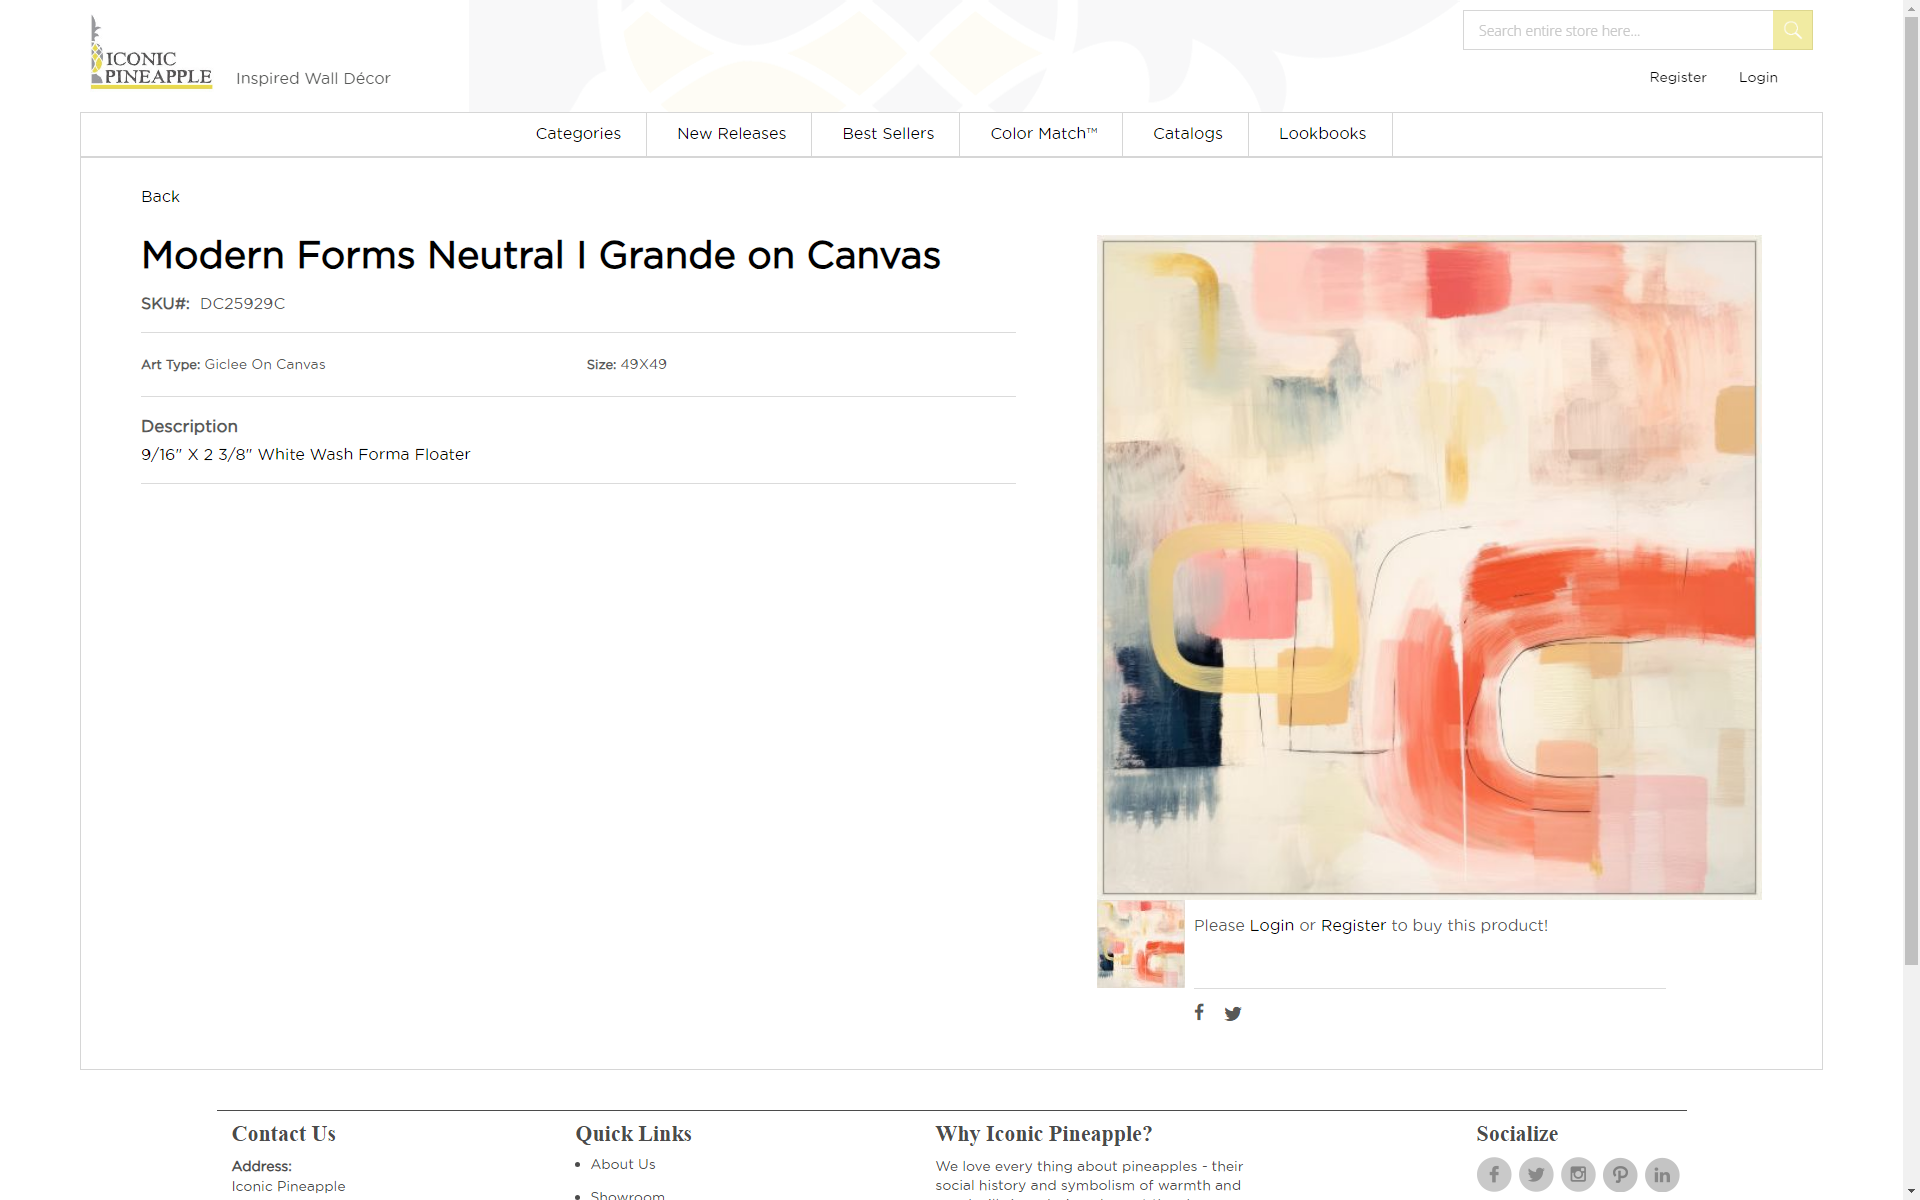 ICONIC
PINEAPPLE
Inspired Wall Décor
Search entire store here...
Register
Login
Categories
New Releases
Best Sellers
Color Match™
Catalogs
Lookbooks
Back
Modern Forms Neutral I Grande on Canvas
SKU#: DC25929C
Art Type: Giclee On Canvas
Size: 49X49
Description
9/16" X 2 3/8" White Wash Forma Floater
Please Login or Register to buy this product!
Contact Us
Address:
Iconic Pineapple
Quick Links
About Us
Showroom
Why Iconic Pineapple?
We love every thing about pineapples - their
social history and symbolism of warmth and
Socialize